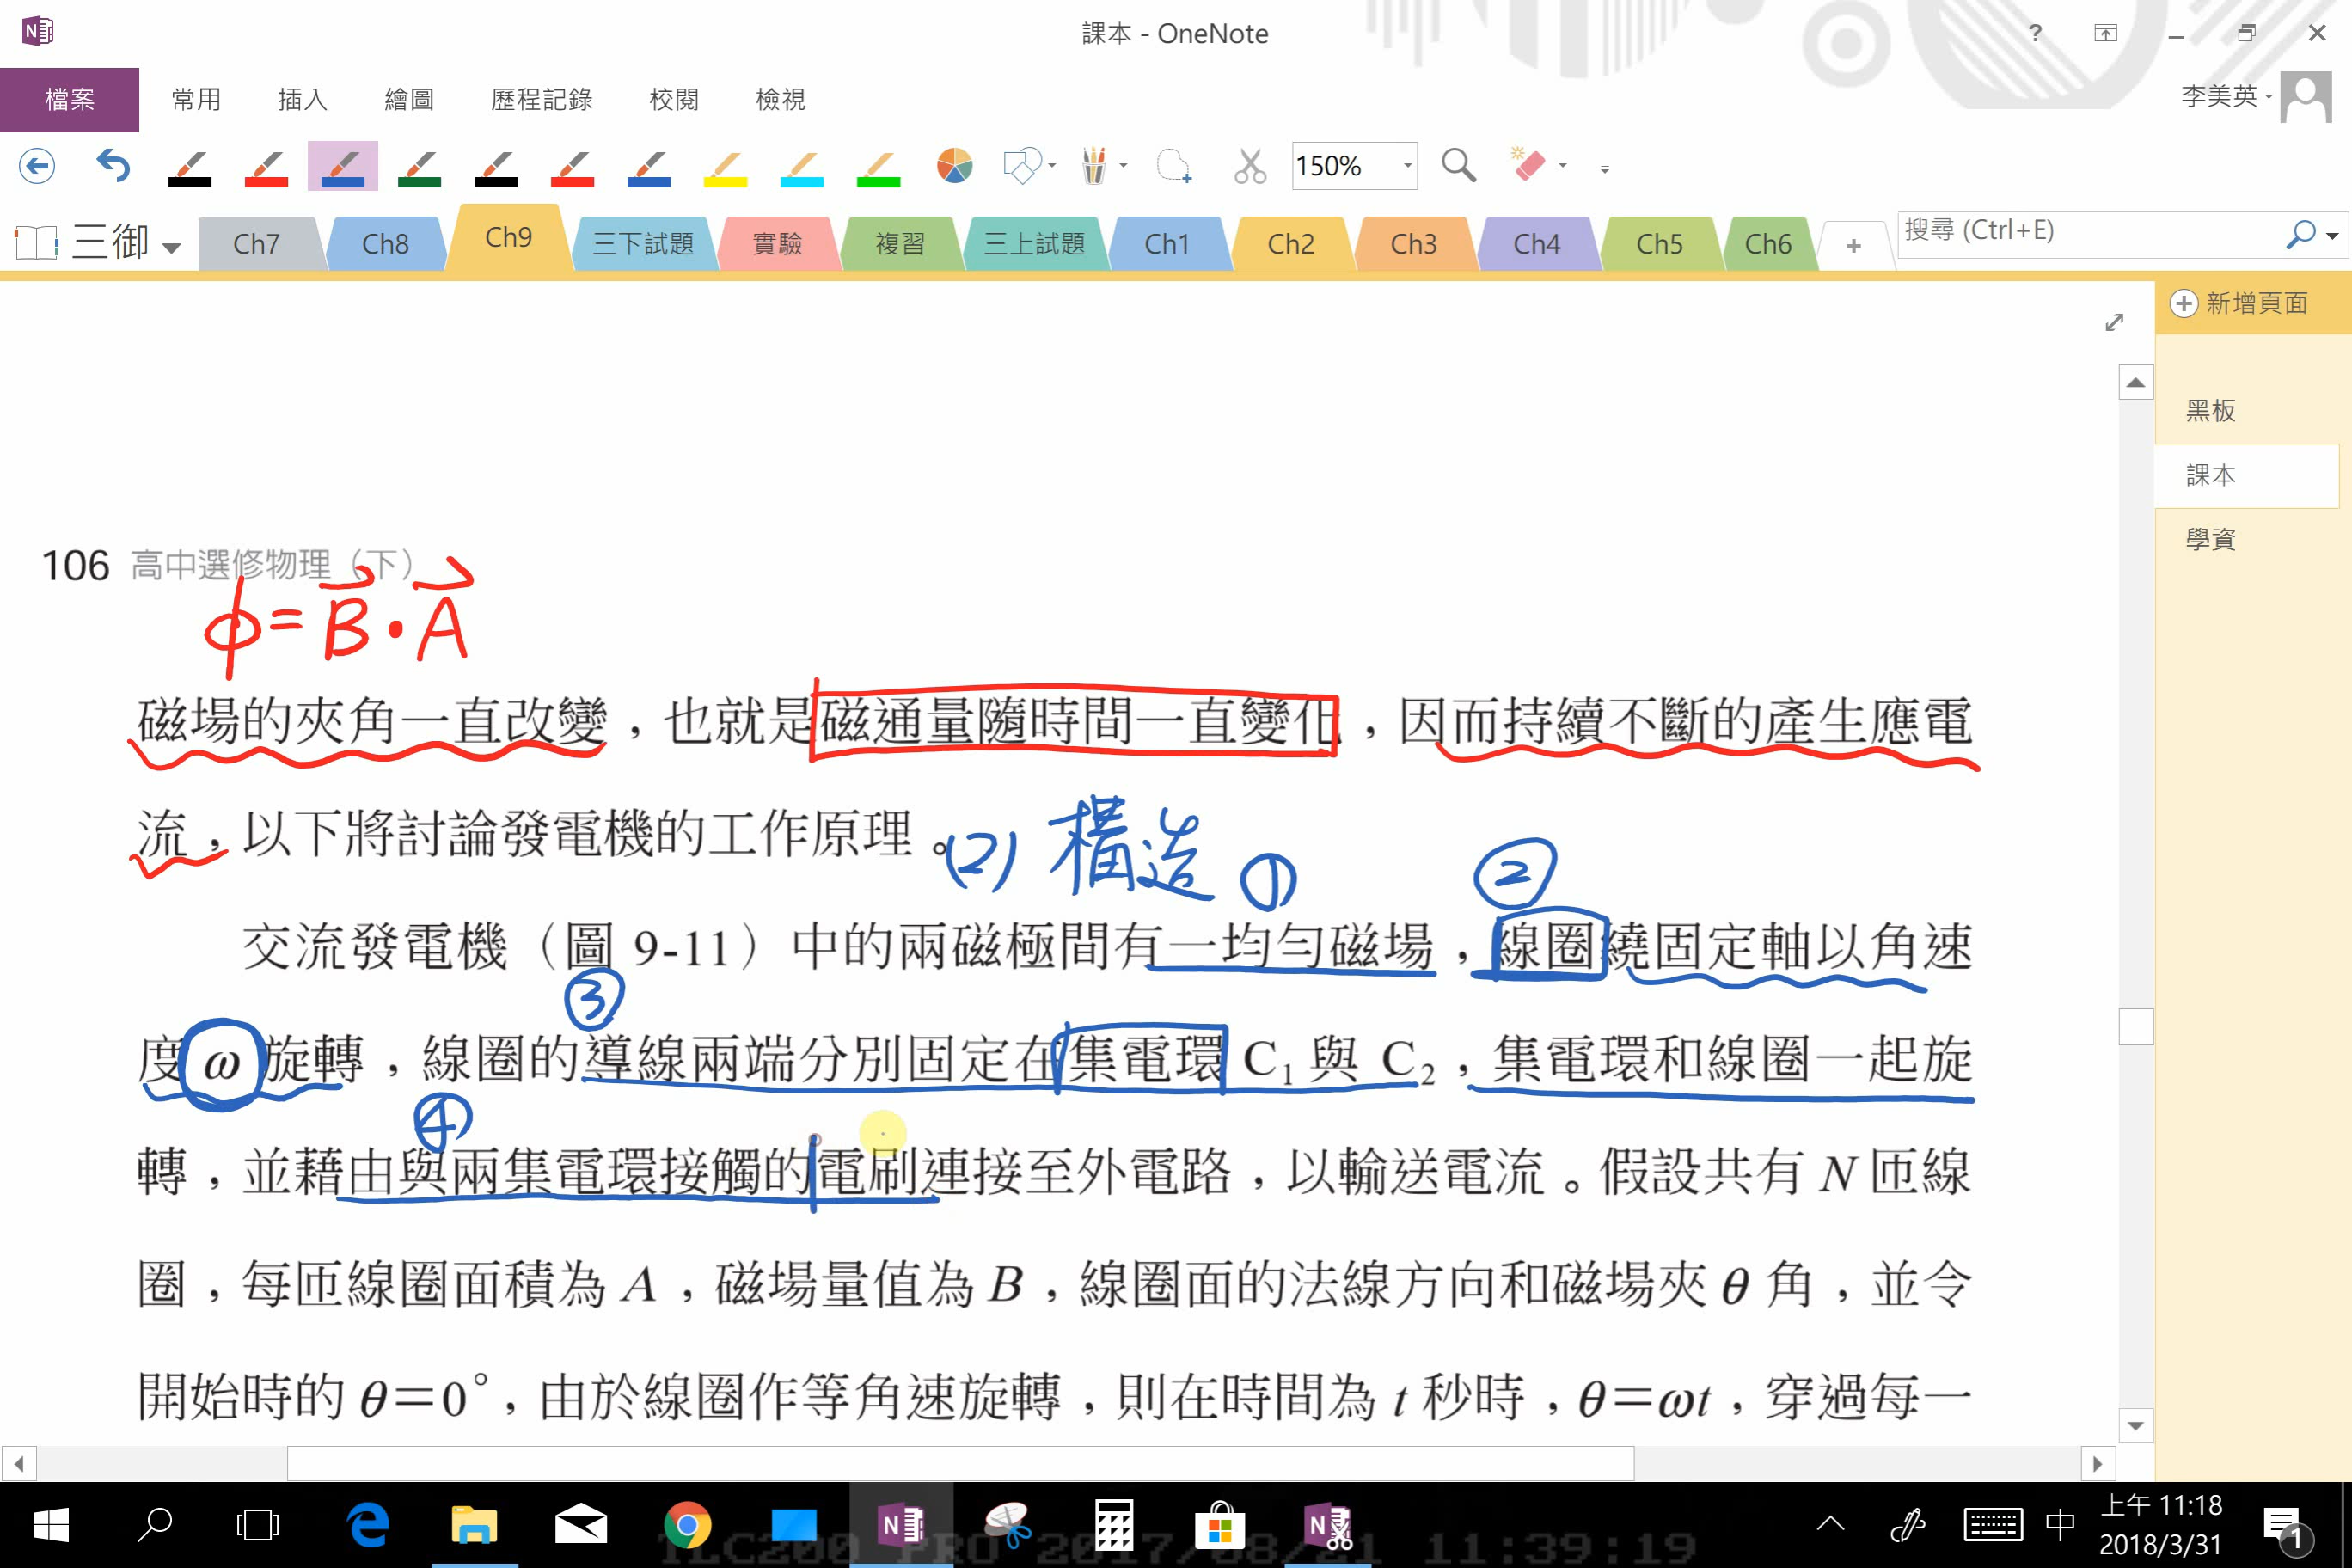 課本 - OneNote
?
檔案 常用 插入 繪圖 歷程記錄 校閱 檢視
李美英
150%
三御 Ch7 Ch8 Ch9 三下試題 實驗 複習 三上試題 Ch1 Ch2 Ch3 Ch4 Ch5 Ch6 +
搜尋 (Ctrl+E)
新增頁面
黑板
課本
學資
106 高中選修物理（下）
ϕ=B⃗·A⃗
磁場的夾角一直改變，也就是磁通量隨時間一直變化，因而持續不斷的產生應電
流，以下將討論發電機的工作原理。
(2) 構造 ① ②
交流發電機（圖 9-11）中的兩磁極間有一均勻磁場，線圈繞固定軸以角速
③
度 ω 旋轉，線圈的導線兩端分別固定在集電環 C₁ 與 C₂，集電環和線圈一起旋
④
轉，並藉由與兩集電環接觸的電刷連接至外電路，以輸送電流。假設共有 N 匝線
圈，每匝線圈面積為 A，磁場量值為 B，線圈面的法線方向和磁場夾 θ 角，並令
開始時的 θ＝0°，由於線圈作等角速旋轉，則在時間為 t 秒時，θ＝ωt，穿過每一
中
上午 11:18
2018/3/31
1
TLC200 PRO 2017/08/21 11:39:19